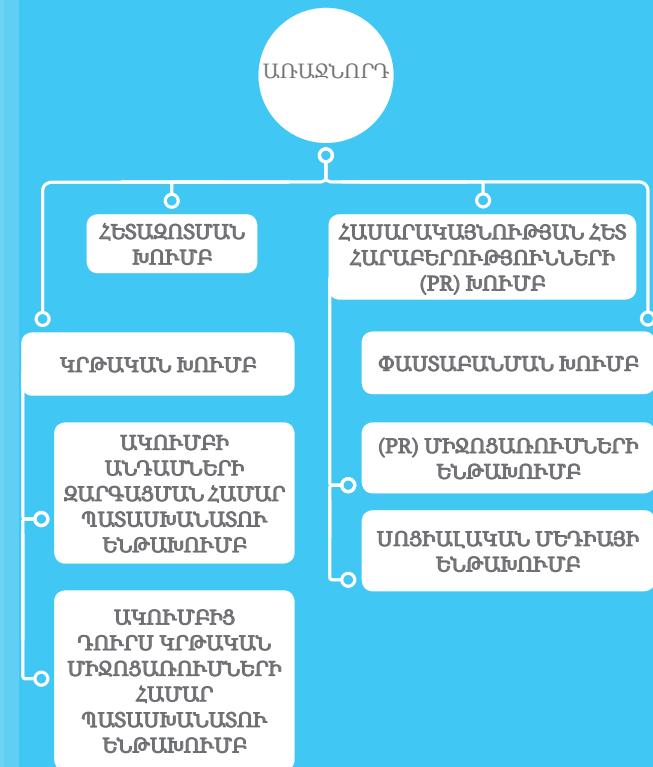 ԱՌԱՋՆՈՐԴ
ՀԵՏԱԶՈՏՄԱՆ
ԽՈՒՄԲ
ՀԱՍԱՐԱԿԱՅՆՈՒԹՅԱՆ ՀԵՏ
ՀԱՐԱԲԵՐՈՒԹՅՈՒՆՆԵՐԻ
(PR) ԽՈՒՄԲ
ԿՐԹԱԿԱՆ ԽՈՒՄԲ
ՓԱՍՏԱԲԱՆՄԱՆ ԽՈՒՄԲ
ԱԿՈՒՄԲԻ
ԱՆԴԱՄՆԵՐԻ
ԶԱՐԳԱՑՄԱՆ ՀԱՄԱՐ
ՊԱՏԱՍԽԱՆԱՏՈՒ
ԵՆԹԱԽՈՒՄԲ
(PR) ՄԻՋՈՑԱՌՈՒՄՆԵՐԻ
ԵՆԹԱԽՈՒՄԲ
ՍՈՑԻԱԼԱԿԱՆ ՄԵԴԻԱՅԻ
ԵՆԹԱԽՈՒՄԲ
ԱԿՈՒՄԲԻՑ
ԴՈՒՐՍ ԿՐԹԱԿԱՆ
ՄԻՋՈՑԱՌՈՒՄՆԵՐԻ
ՀԱՄԱՐ
ՊԱՏԱՍԽԱՆԱՏՈՒ
ԵՆԹԱԽՈՒՄԲ